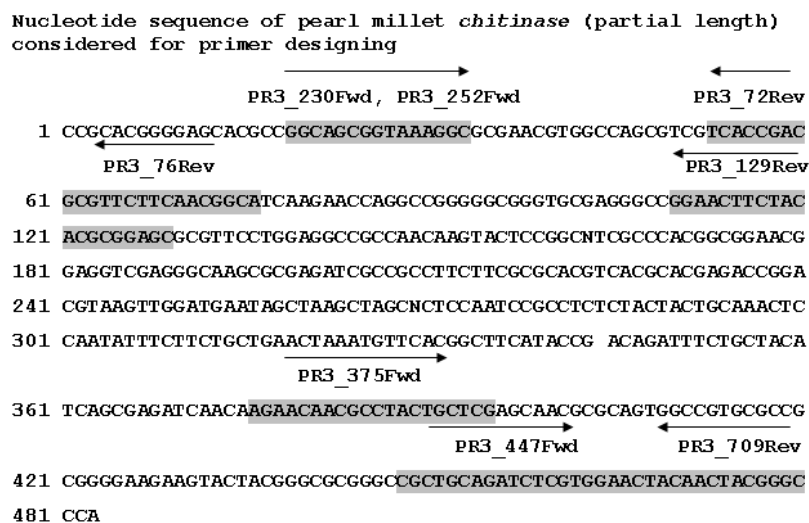 Nucleotide sequence of pearl millet chitinase (partial length)
considered for primer designing
PR3_230Fwd, PR3_252Fwd PR3_72Rev
1 CCGCACGGGGAGCACGCCGGCAGCGGTAAAGGCGCGAACGTGGCCAGCGTCGTCACCGAC
PR3_76Rev PR3_129Rev
61 GCGTTCTTCAACGGCATCAAGAACCAGGCCGGGGGCGGGTGCGAGGGCCGGAACTTCTAC
121 ACGCGGAGCGCGTTCCTGGAGGCCGCCAACAAGTACTCCGGCNTCGCCCACGGCGGAACG
181 GAGGTCGAGGGCAAGCGCGAGATCGCCGCCTTCTTCGCGCACGTCACGCACGAGACCGGA
241 CGTAAGTTGGATGAATAGCTAAGCTAGCNCTCCAATCCGCCTCTCTACTACTGCAAACTC
301 CAATATTTCTTCTGCTGAACTAAATGTTCACGGCTTCATACCG ACAGATTTCTGCTACA
PR3_375Fwd
361 TCAGCGAGATCAACAAGAACAACGCCTACTGCTCGAGCAACGCGCAGTGGCCGTGCGCCG
PR3_447Fwd PR3_709Rev
421 CGGGGAAGAAGTACTACGGGCGCGGGCCGCTGCAGATCTCGTGGAACTACAACTACGGGC
481 CCA